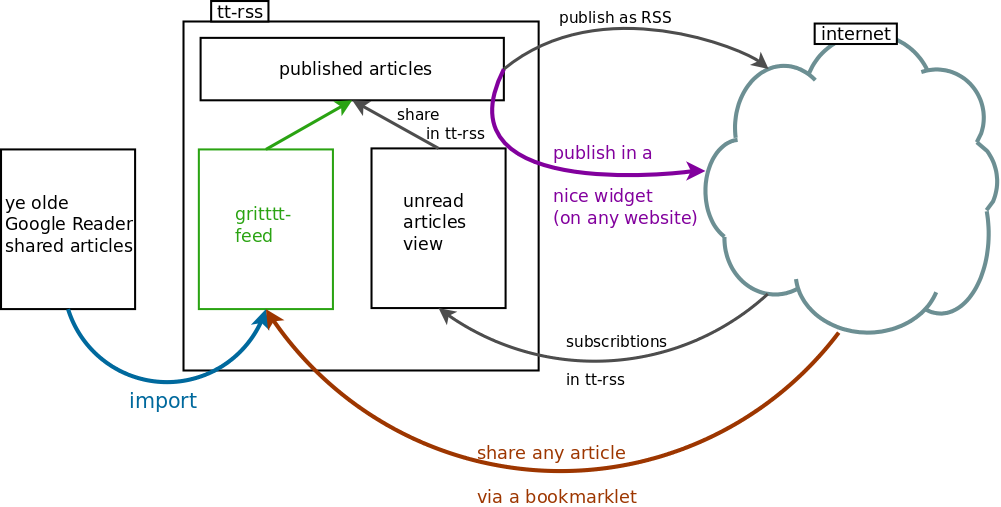 tt-rss
publish as RSS
internet
published articles
share
in tt-rss
publish in a
nice widget
(on any website)
ye olde
Google Reader
shared articles
gritttt-
feed
unread
articles
view
subscribtions
in tt-rss
import
share any article
via a bookmarklet